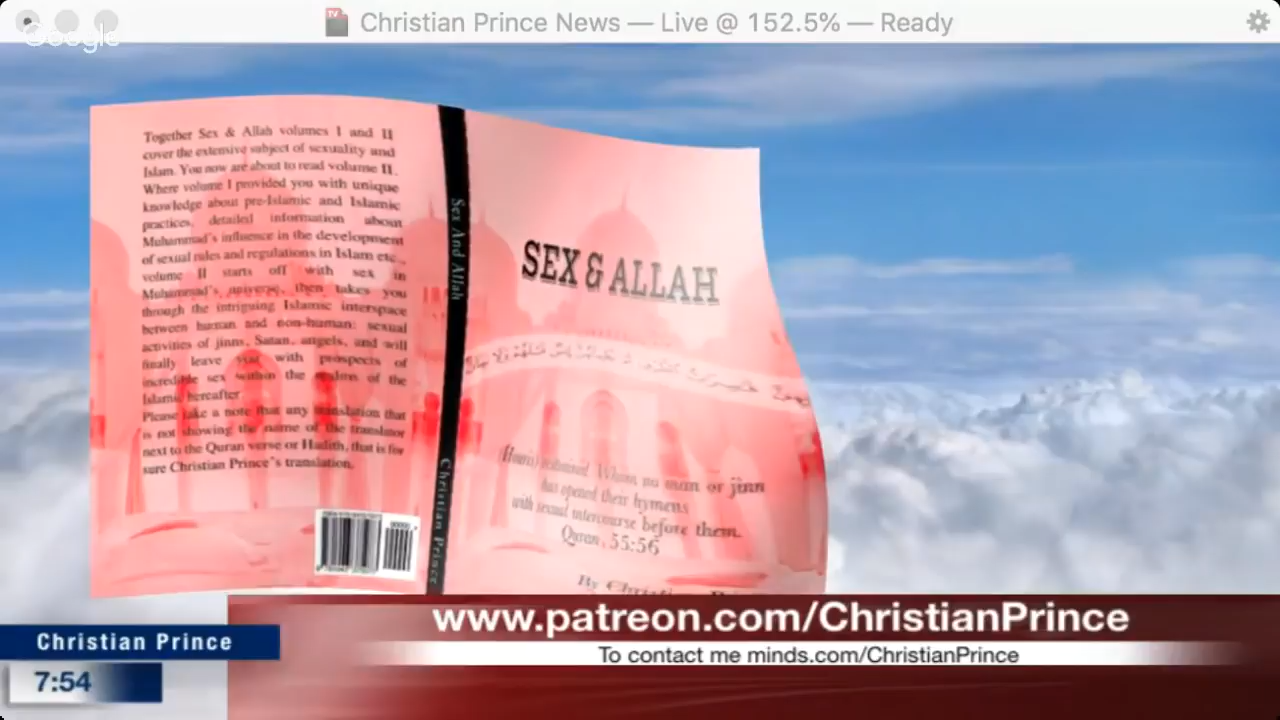 Christian Prince News — Live @ 152.5% — Ready
Google
Together Sex & Allah volumes I and II
cover the extensive subject of sexuality and
Islam. You now are about to read volume II.
Where volume I provided you with unique
knowledge about pre-Islamic and Islamic
practices, detailed information about
Muhammad's influence in the development
of sexual rules and regulations in Islam etc.,
volume II starts off with sex in
Muhammad's universe, then takes you
through the intriguing Islamic interspace
between human and non-human: sexual
activities of jinns, Satan, angels, and will
finally leave you with prospects of
incredible sex within the realms of the
Islamic hereafter
Please take a note that any translation that
is not showing the name of the translator
next to the Quran verse or Hadith, that is for
sure Christian Prince's translation.
Sex And Allah
Christian Prince
SEX & ALLAH
(Houris) restrained. Whom no man or jinn
has opened their hymens
with sexual intercourse before them.
Quran, 55:56
By
www.patreon.com/ChristianPrince
To contact me minds.com/ChristianPrince
Christian Prince
7:54